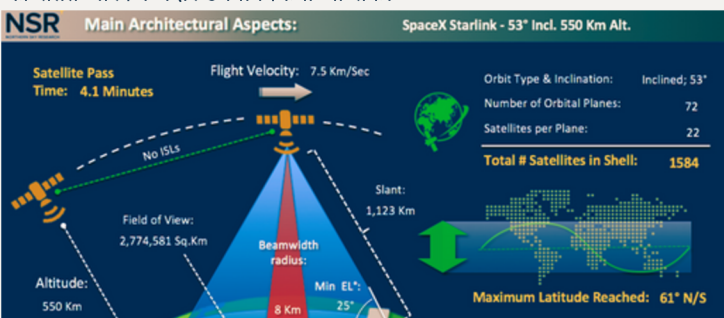 NSR
NORTHERN SKY RESEARCH
Main Architectural Aspects:
SpaceX Starlink - 53° Incl. 550 Km Alt.
Satellite Pass
Time: 4.1 Minutes
Flight Velocity: 7.5 Km/Sec
No ISLs
Field of View:
2,774,581 Sq.Km
Altitude:
550 Km
Beamwidth
radius:
8 Km
Slant:
1,123 Km
Min EL°:
25°
Orbit Type & Inclination: Inclined; 53°
Number of Orbital Planes: 72
Satellites per Plane: 22
Total # Satellites in Shell: 1584
Maximum Latitude Reached: 61° N/S